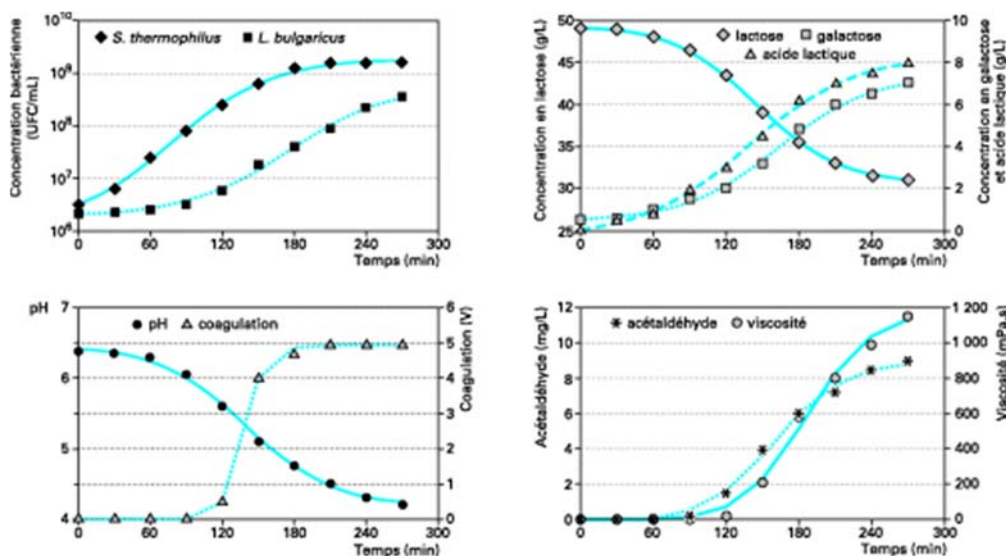 Concentration bactérienne
(UFC/mL)
10¹⁰
10⁹
10⁸
10⁷
10⁶
S. thermophilus L. bulgaricus
0 60 120 180 240 300
Temps (min)
Concentration en lactose (g/L)
50
45
40
35
30
25
lactose galactose
acide lactique
10
8
6
4
2
0
Concentration en galactose
et acide lactique (g/L)
0 60 120 180 240 300
Temps (min)
pH
7
6
5
4
pH coagulation
6
5
4
3
2
1
0
Coagulation (V)
0 60 120 180 240 300
Temps (min)
Acétaldéhyde (mg/L)
12
10
8
6
4
2
0
acétaldéhyde viscosité
1 200
1 000
800
600
400
200
0
Viscosité (mPa.s)
0 60 120 180 240 300
Temps (min)